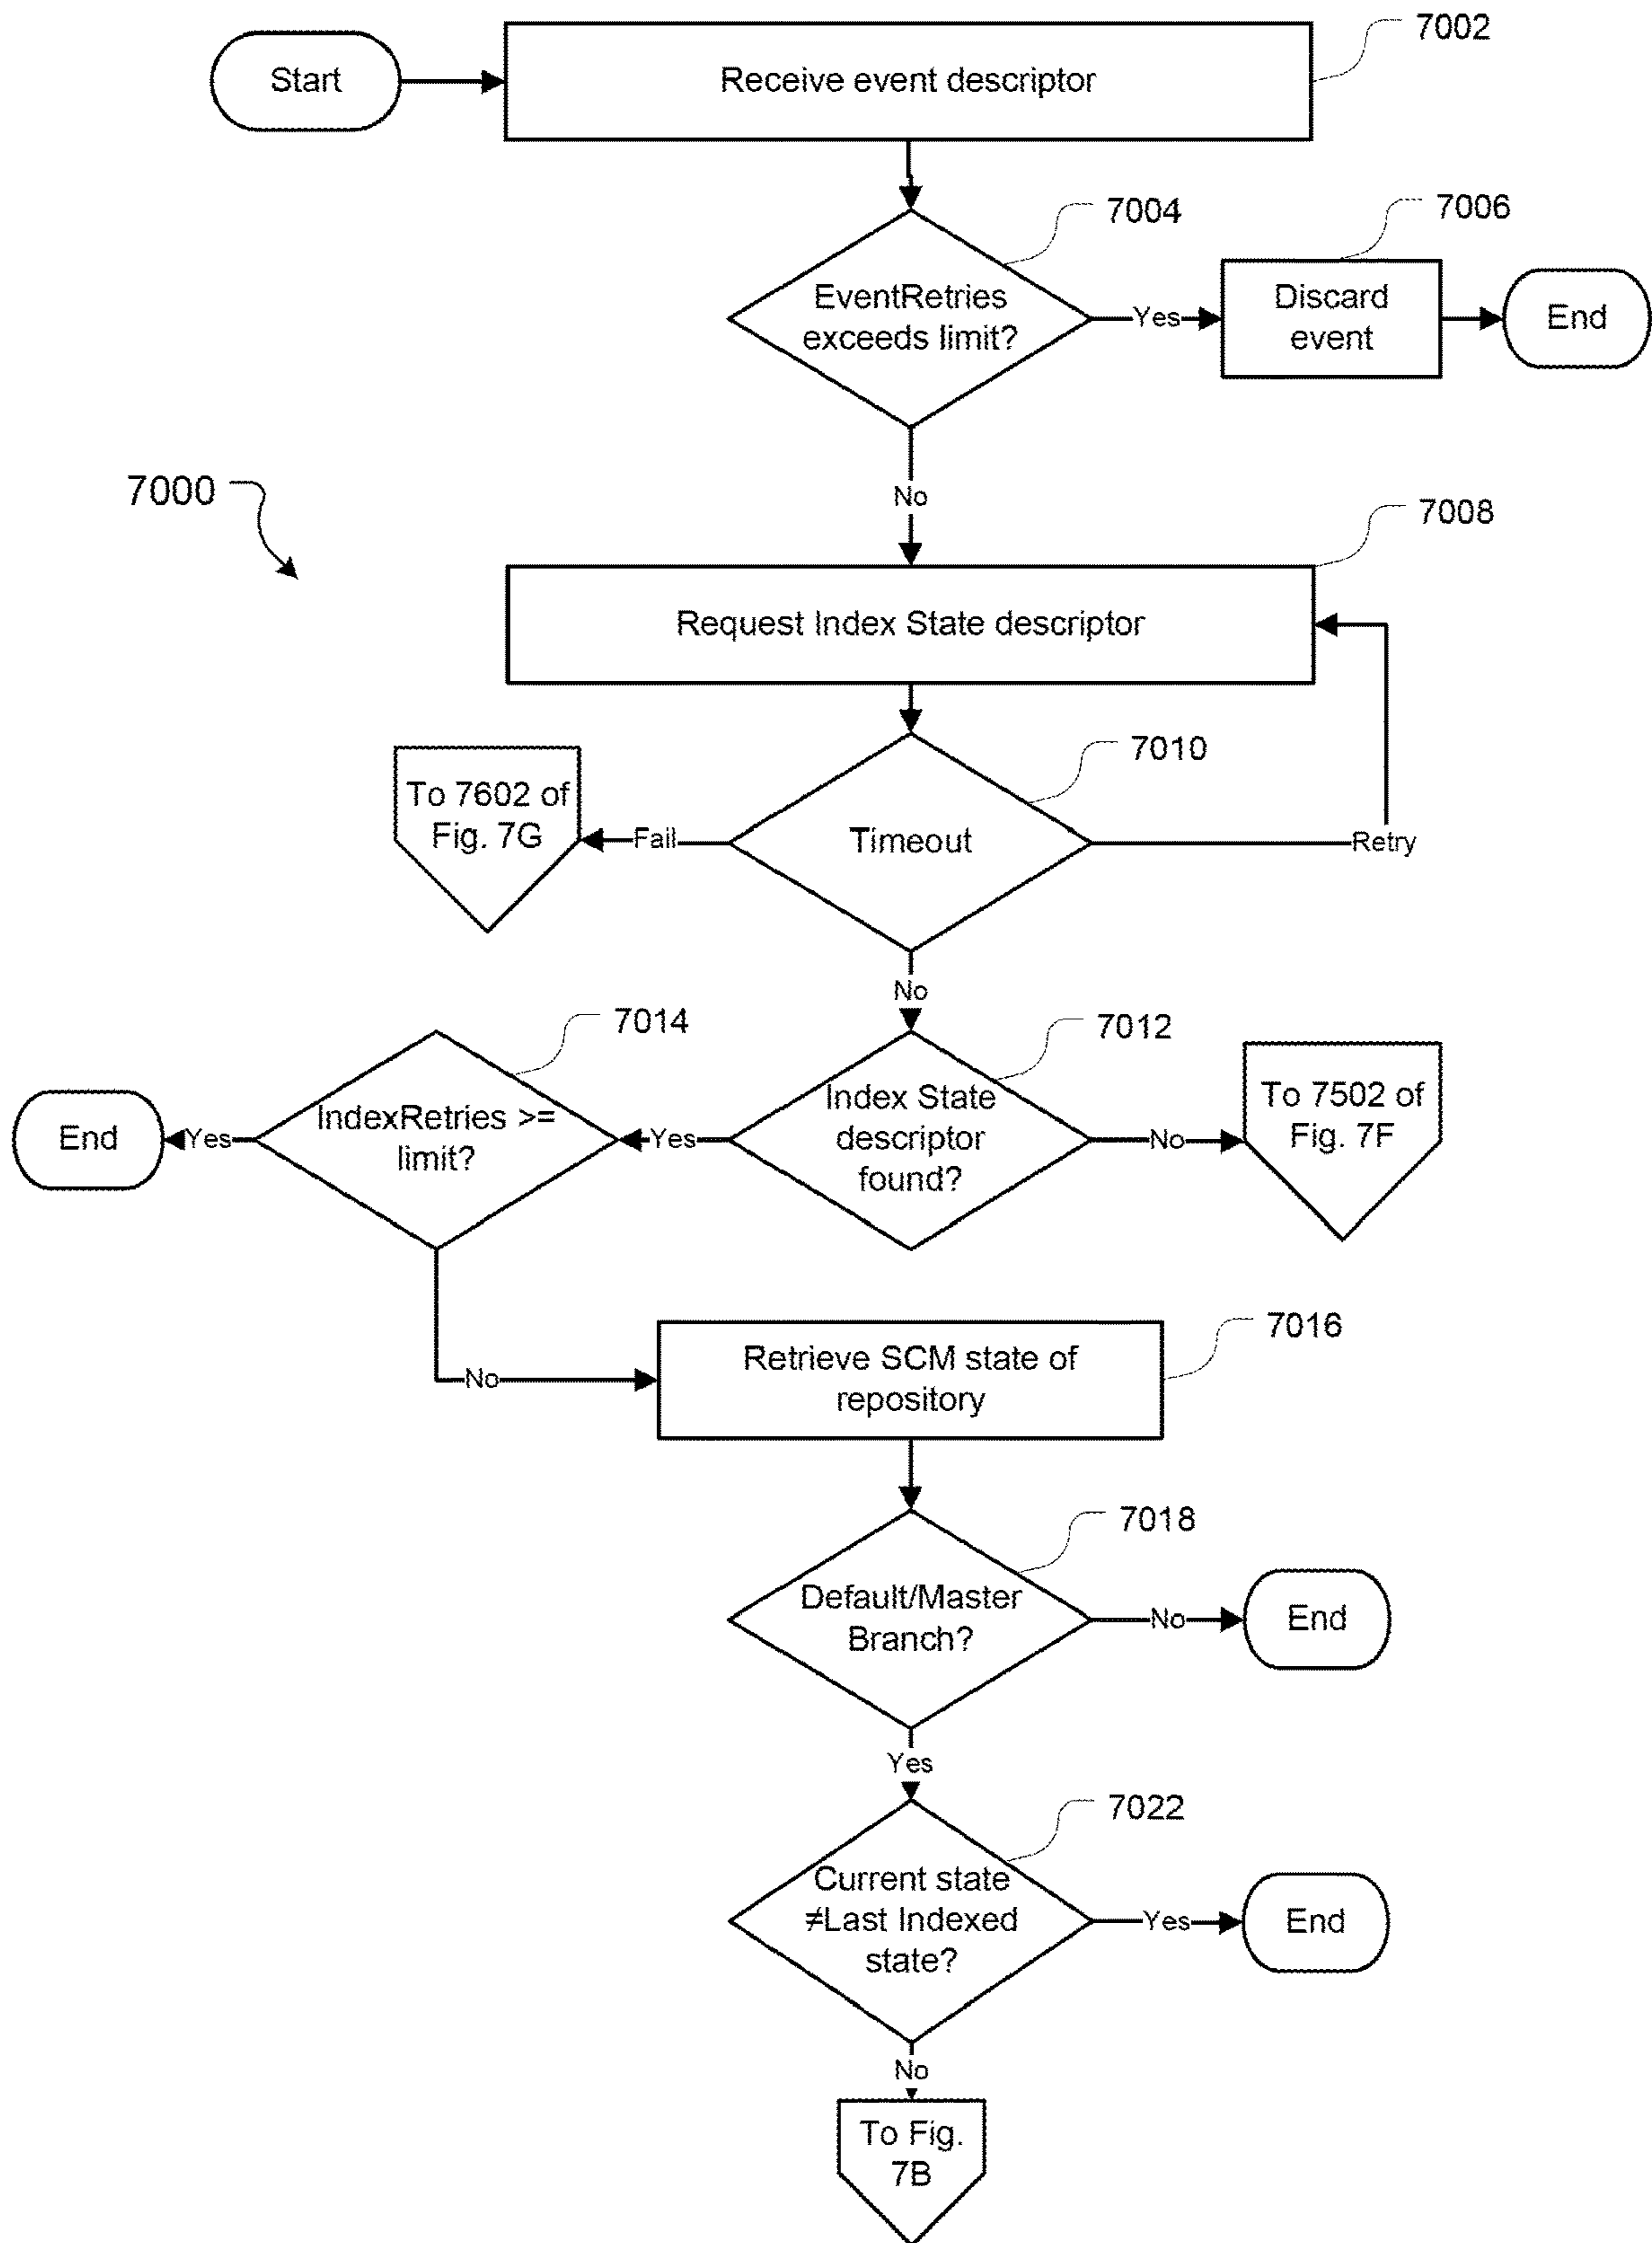 7002
Start
Receive event descriptor
7004
7006
EventRetries
exceeds limit?
Yes
Discard
event
End
No
7000
7008
Request Index State descriptor
7010
To 7602 of
Fig. 7G
Fail
Timeout
Retry
No
7014
7012
End
Yes
IndexRetries >=
limit?
Yes
Index State
descriptor
found?
No
To 7502 of
Fig. 7F
7016
No
Retrieve SCM state of
repository
7018
Default/Master
Branch?
No
End
Yes
7022
Current state
≠Last Indexed
state?
Yes
End
No
To Fig.
7B